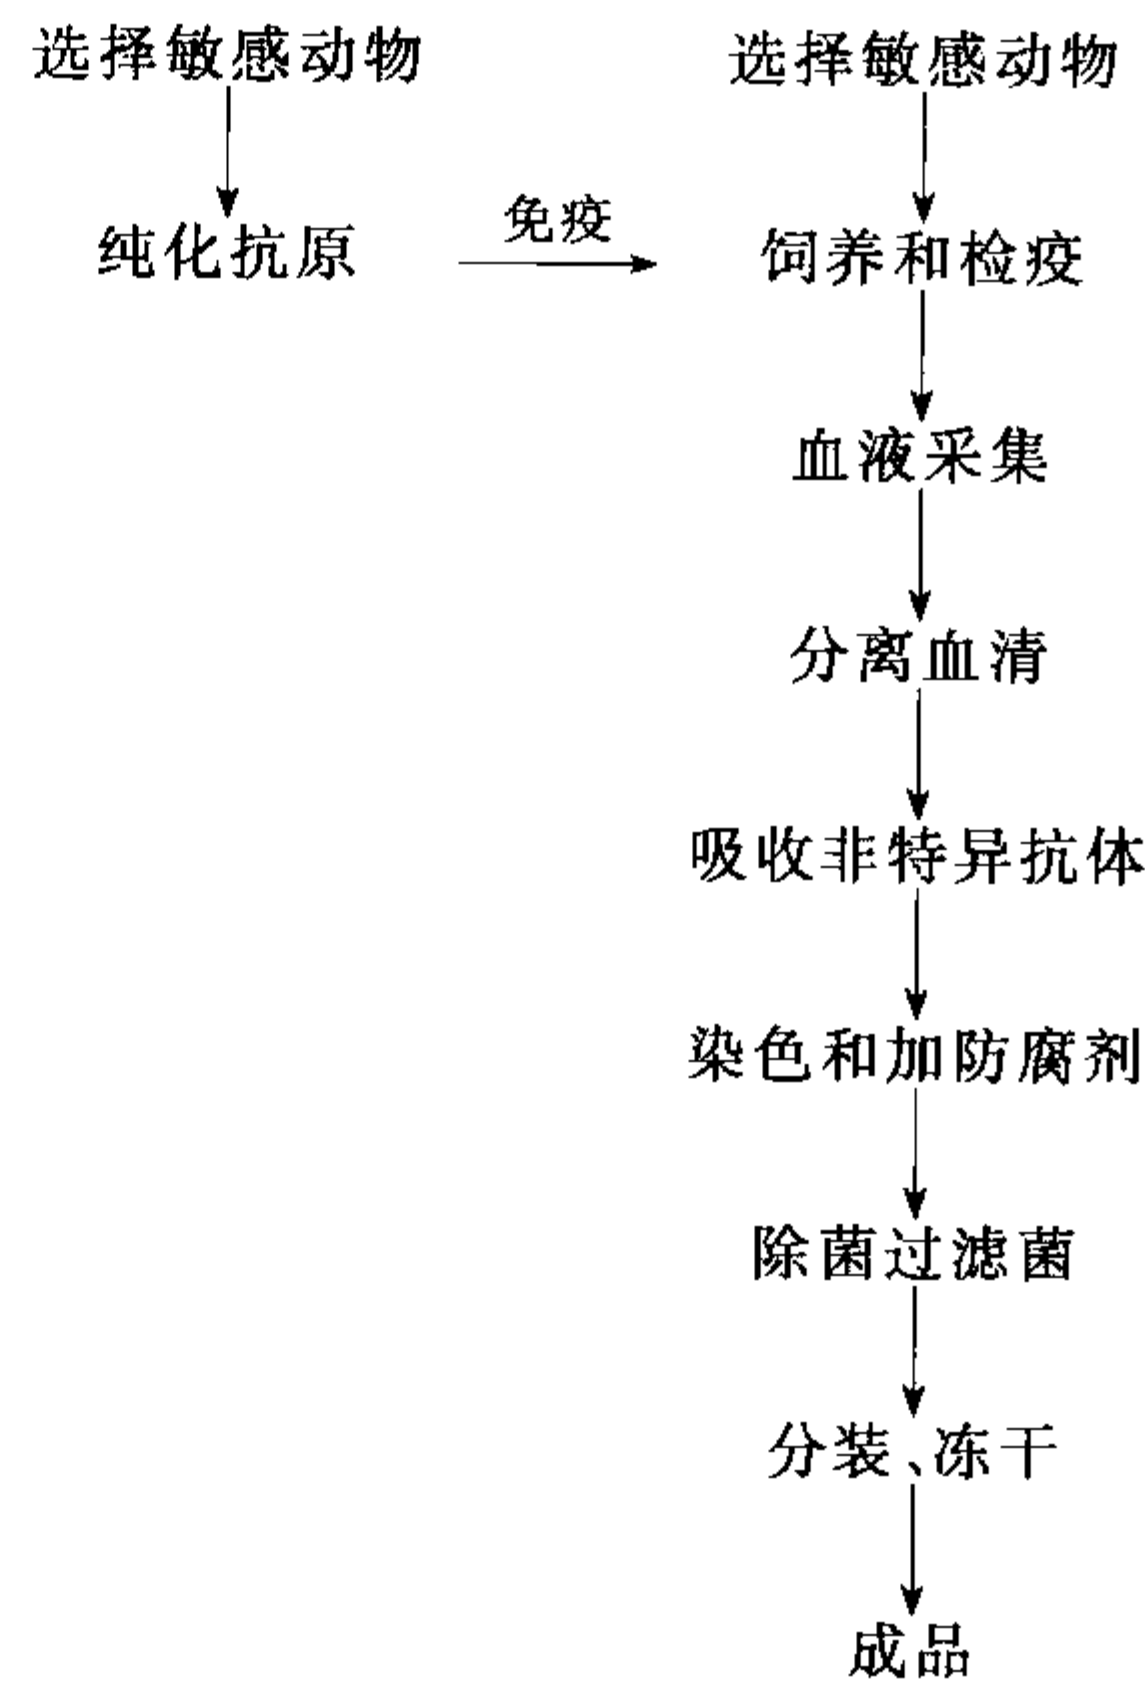 选择敏感动物
纯化抗原
免疫
选择敏感动物
饲养和检疫
血液采集
分离血清
吸收非特异抗体
染色和加防腐剂
除菌过滤菌
分装、冻干
成品